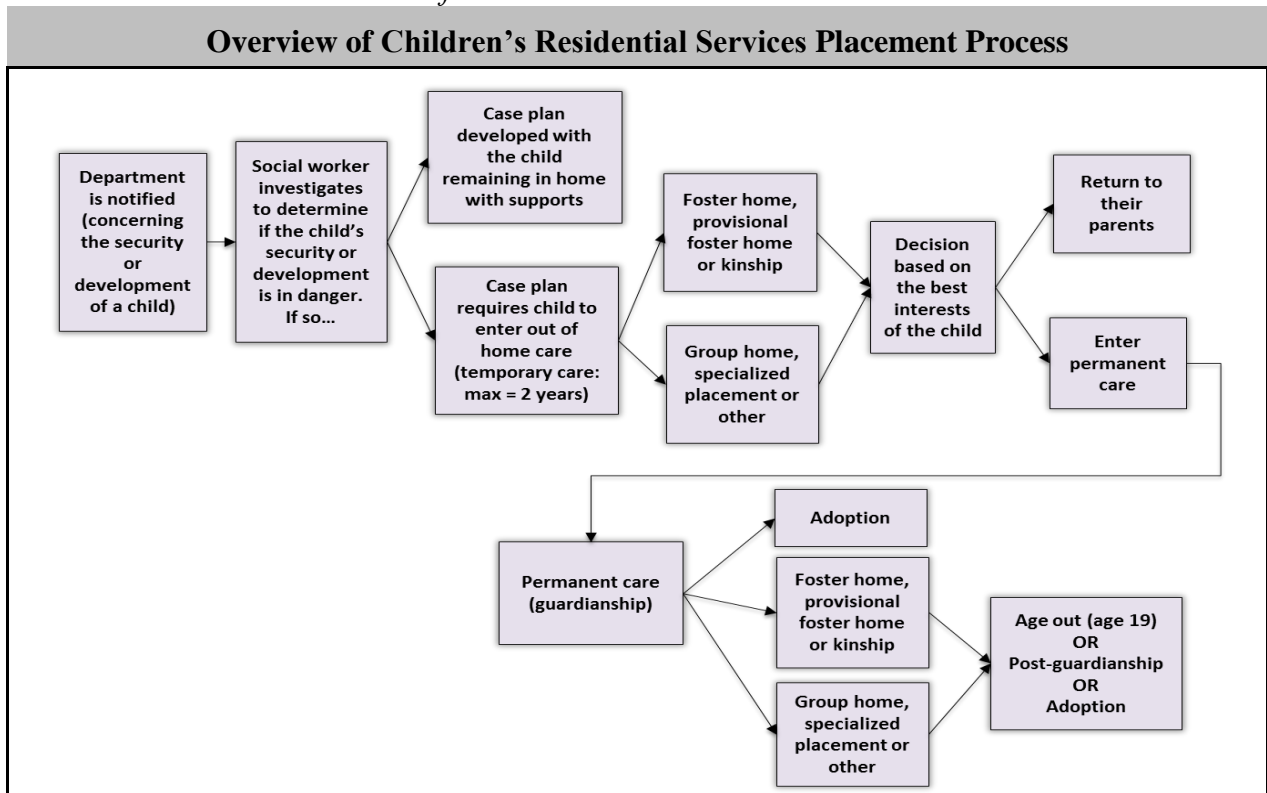 Overview of Children’s Residential Services Placement Process
Department
is notified
(concerning
the security
or
development
of a child)
Social worker
investigates
to determine
if the child’s
security or
development
is in danger.
If so…
Case plan
developed with
the child
remaining in home
with supports
Case plan
requires child to
enter out of
home care
(temporary care:
max = 2 years)
Foster home,
provisional
foster home
or kinship
Group home,
specialized
placement or
other
Decision
based on
the best
interests
of the child
Return to
their
parents
Enter
permanent
care
Permanent care
(guardianship)
Adoption
Foster home,
provisional
foster home
or kinship
Group home,
specialized
placement or
other
Age out (age 19)
OR
Post-guardianship
OR
Adoption